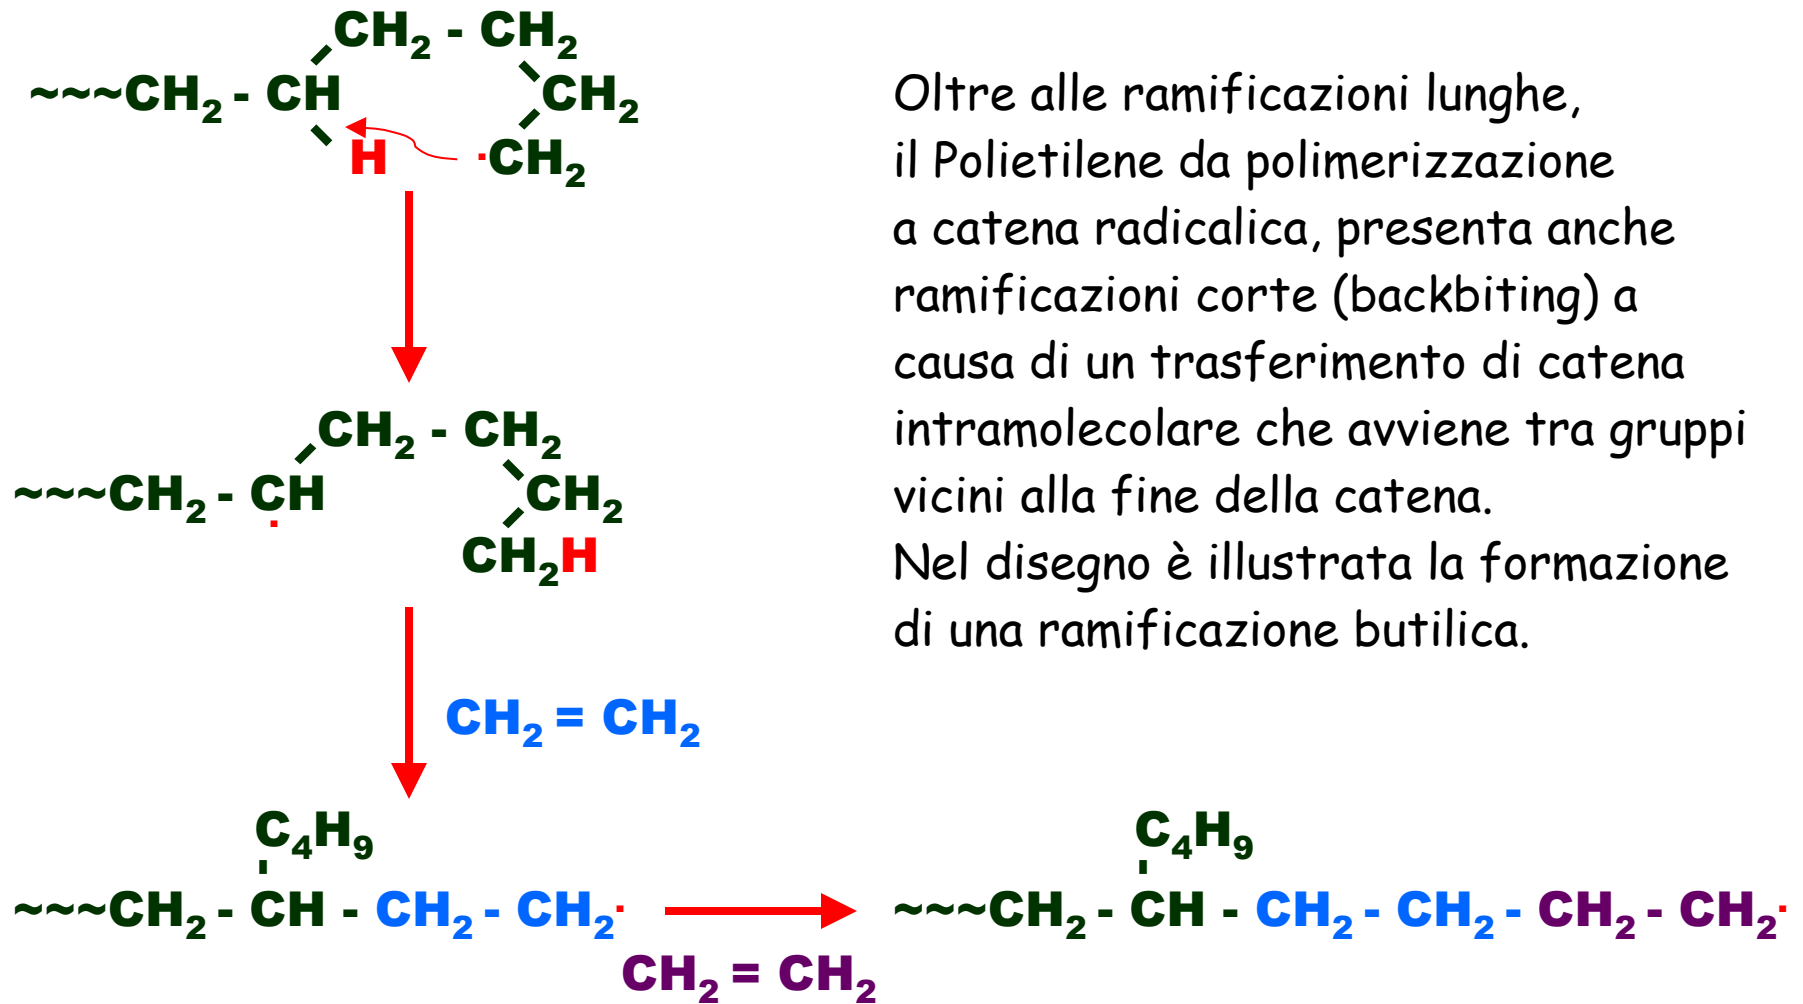 CH₂ - CH₂
~~~CH₂ - CH CH₂
H ·CH₂
Oltre alle ramificazioni lunghe,
il Polietilene da polimerizzazione
a catena radicalica, presenta anche
ramificazioni corte (backbiting) a
causa di un trasferimento di catena
intramolecolare che avviene tra gruppi
vicini alla fine della catena.
Nel disegno è illustrata la formazione
di una ramificazione butilica.
CH₂ - CH₂
~~~CH₂ - CH CH₂
·
CH₂H
CH₂ = CH₂
C₄H₉
~~~CH₂ - CH - CH₂ - CH₂·
CH₂ = CH₂
C₄H₉
~~~CH₂ - CH - CH₂ - CH₂ - CH₂ - CH₂·